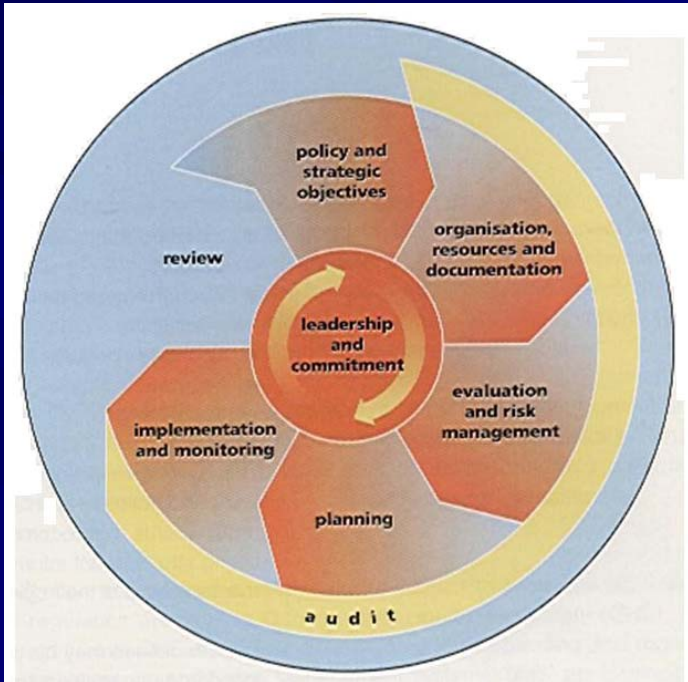 policy and
strategic
objectives
organisation,
resources and
documentation
evaluation
and risk
management
planning
implementation
and monitoring
review
leadership
and
commitment
audit